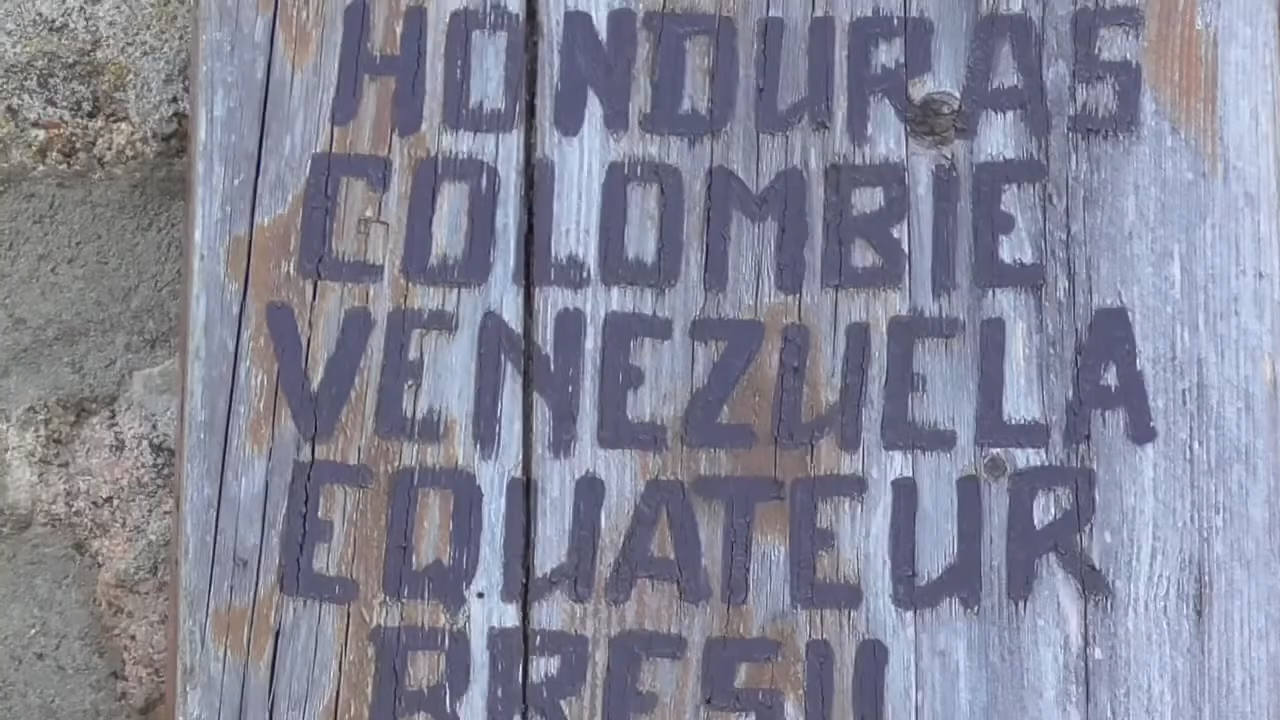 HONDURAS
COLOMBIE
VENEZUELA
EQUATEUR
BRESIL